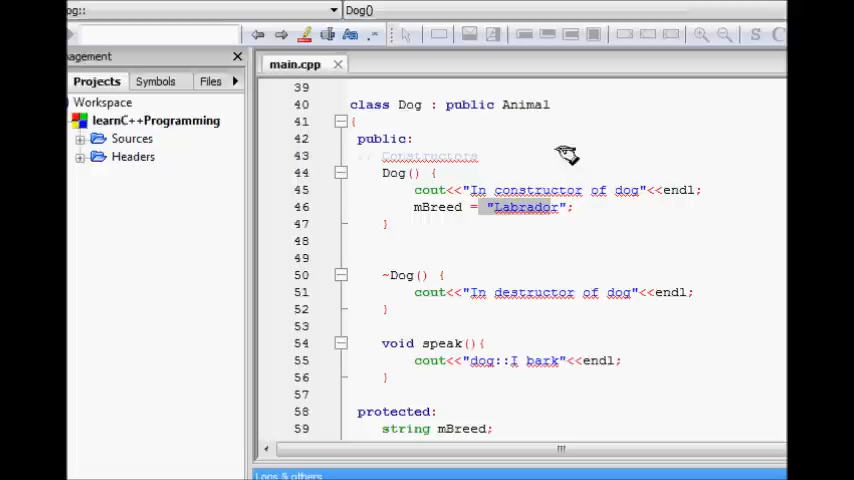 og::
Dog()
agement
main.cpp
Projects
Symbols
Files
Workspace
learnC++Programming
Sources
Headers
39
40 class Dog : public Animal
41 {
42 public:
43 // Constructors
44 Dog() {
45 cout<<"In constructor of dog"<<endl;
46 mBreed = "Labrador";
47 }
48
49
50 ~Dog() {
51 cout<<"In destructor of dog"<<endl;
52 }
53
54 void speak(){
55 cout<<"dog::I bark"<<endl;
56 }
57
58 protected:
59 string mBreed;
Logs & others